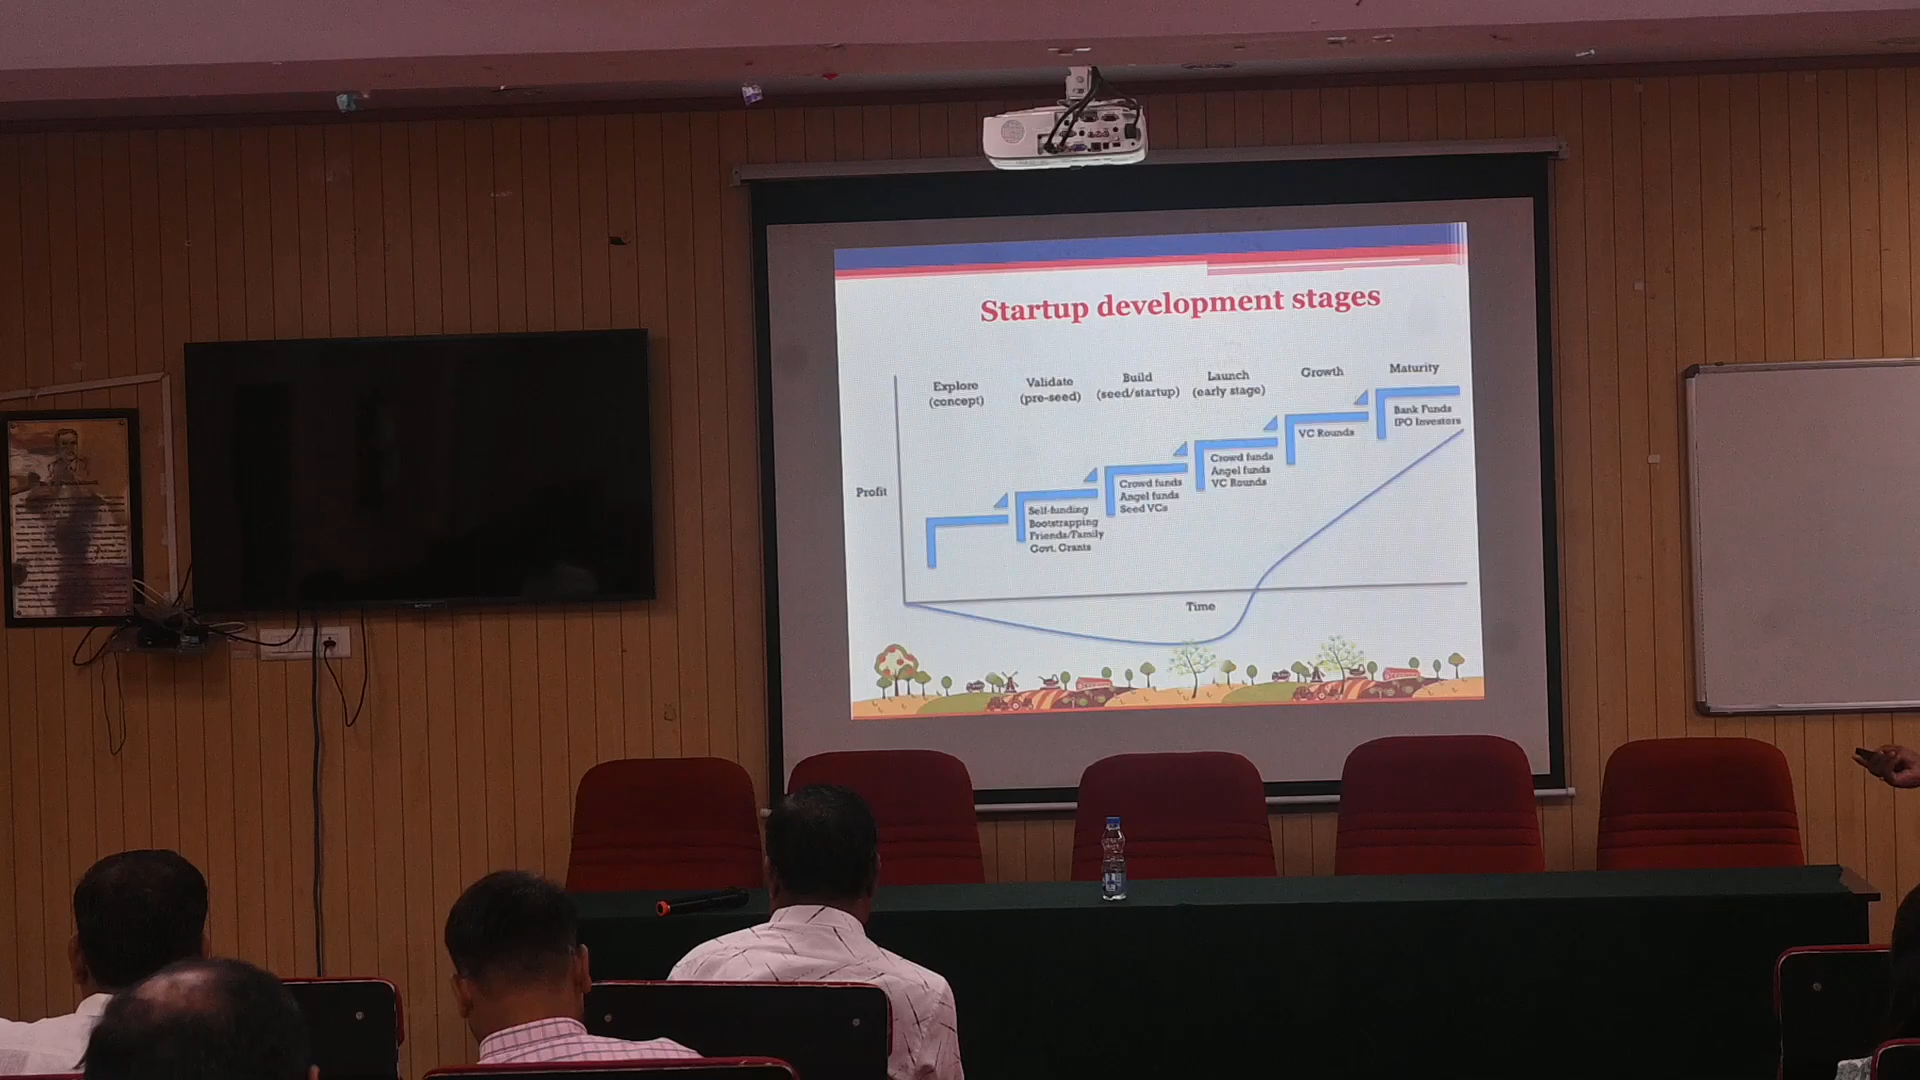 Startup development stages
Explore
(concept)
Validate
(pre-seed)
Build
(seed/startup)
Launch
(early stage)
Growth
Maturity
Profit
Self-funding
Bootstrapping
Friends/Family
Govt. Grants
Crowd funds
Angel funds
Seed VCs
Crowd funds
Angel funds
VC Rounds
VC Rounds
Bank Funds
IPO Investors
Time
SONY